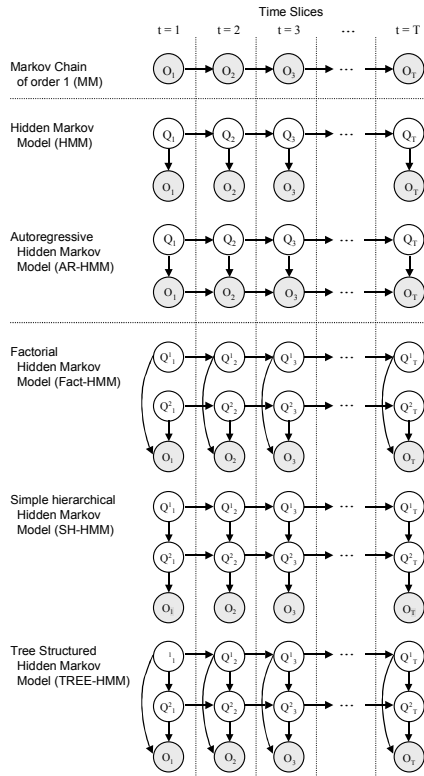 Time Slices
t = 1 t = 2 t = 3 ... t = T
Markov Chain of order 1 (MM)
O1 O2 O3 ... OT
Hidden Markov Model (HMM)
Q1 Q2 Q3 ... QT
O1 O2 O3 OT
Autoregressive Hidden Markov Model (AR-HMM)
Q1 Q2 Q3 ... QT
O1 O2 O3 ... OT
Factorial Hidden Markov Model (Fact-HMM)
Q¹1 Q¹2 Q¹3 ... Q¹T
Q²1 Q²2 Q²3 ... Q²T
O1 O2 O3 OT
Simple hierarchical Hidden Markov Model (SH-HMM)
Q¹1 Q¹2 Q¹3 ... Q¹T
Q²1 Q²2 Q²3 ... Q²T
O1 O2 O3 OT
Tree Structured Hidden Markov Model (TREE-HMM)
¹1 Q¹2 Q¹3 ... Q¹T
Q²1 Q²2 Q²3 ... Q²T
O1 O2 O3 OT